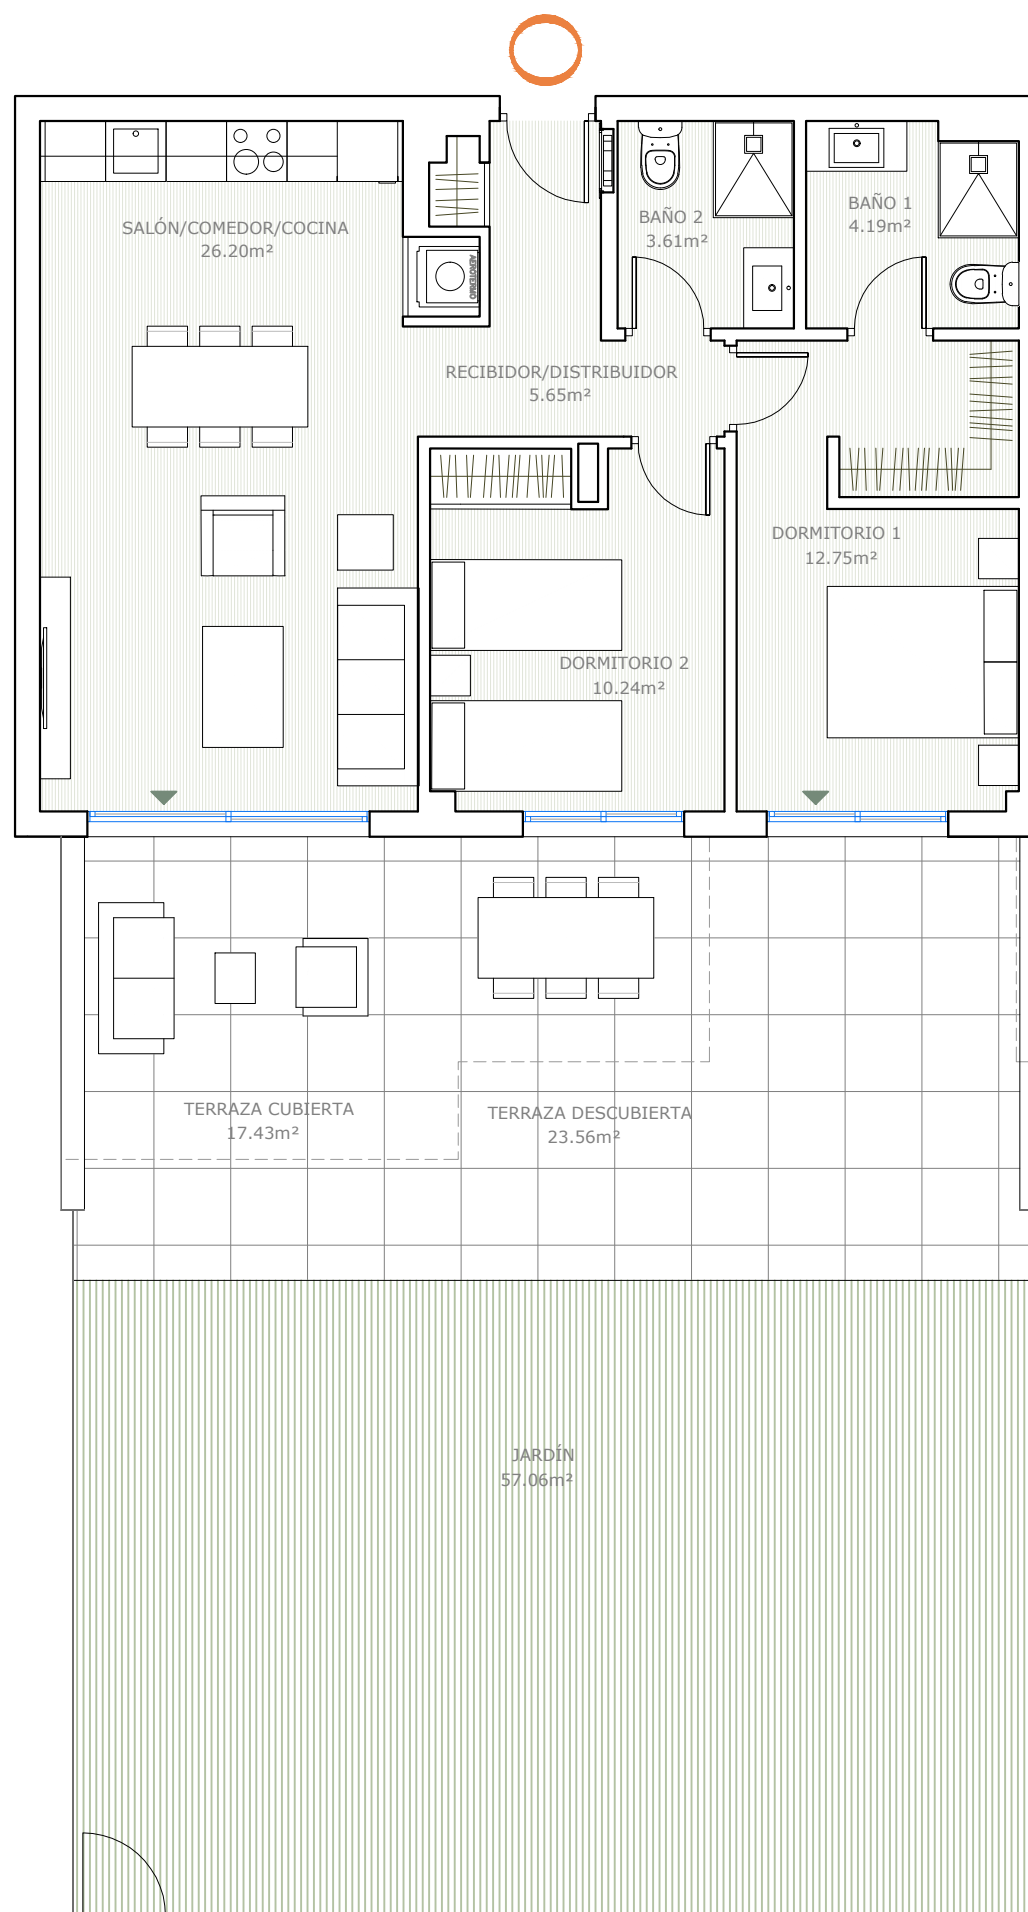 SALÓN/COMEDOR/COCINA
26.20m²
BAÑO 2
3.61m²
BAÑO 1
4.19m²
AEROTERMO
RECIBIDOR/DISTRIBUIDOR
5.65m²
DORMITORIO 1
12.75m²
DORMITORIO 2
10.24m²
TERRAZA CUBIERTA
17.43m²
TERRAZA DESCUBIERTA
23.56m²
JARDÍN
57.06m²